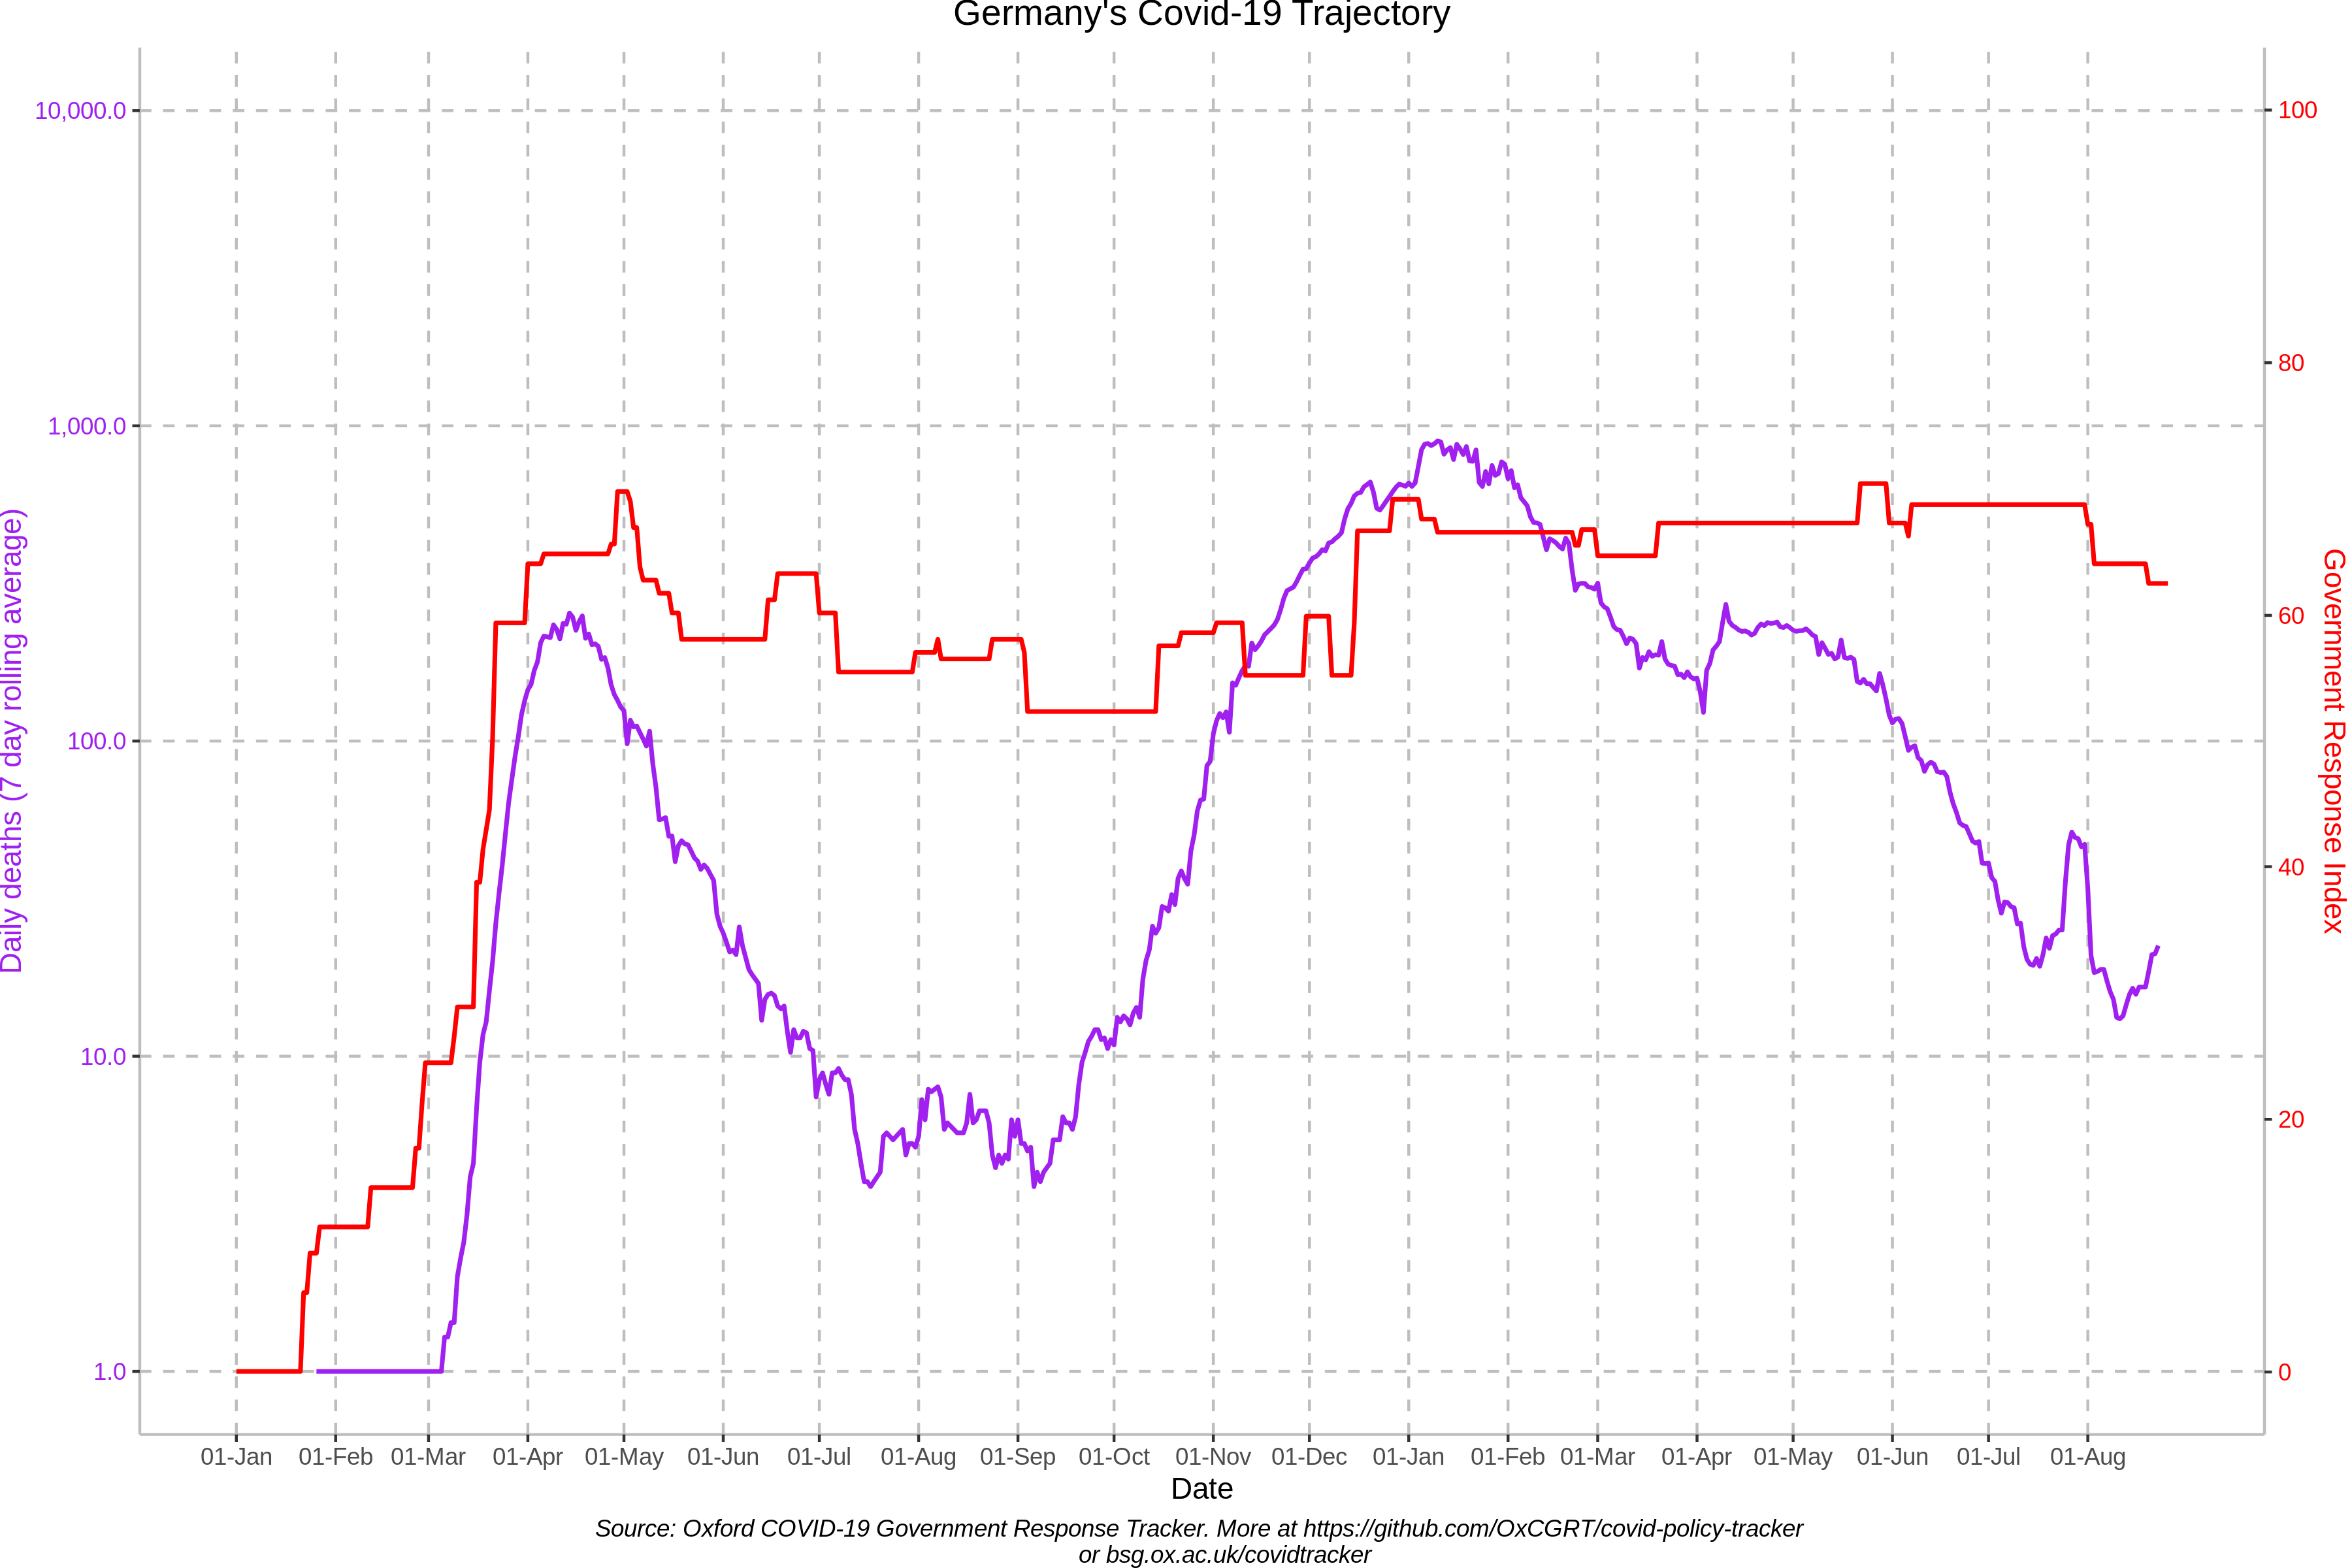 Germany's Covid-19 Trajectory
10,000.0
1,000.0
100.0
10.0
1.0
Daily deaths (7 day rolling average)
100
80
60
40
20
0
Government Response Index
01-Jan 01-Feb 01-Mar 01-Apr 01-May 01-Jun 01-Jul 01-Aug 01-Sep 01-Oct 01-Nov 01-Dec 01-Jan 01-Feb 01-Mar 01-Apr 01-May 01-Jun 01-Jul 01-Aug
Date
Source: Oxford COVID-19 Government Response Tracker. More at https://github.com/OxCGRT/covid-policy-tracker
or bsg.ox.ac.uk/covidtracker